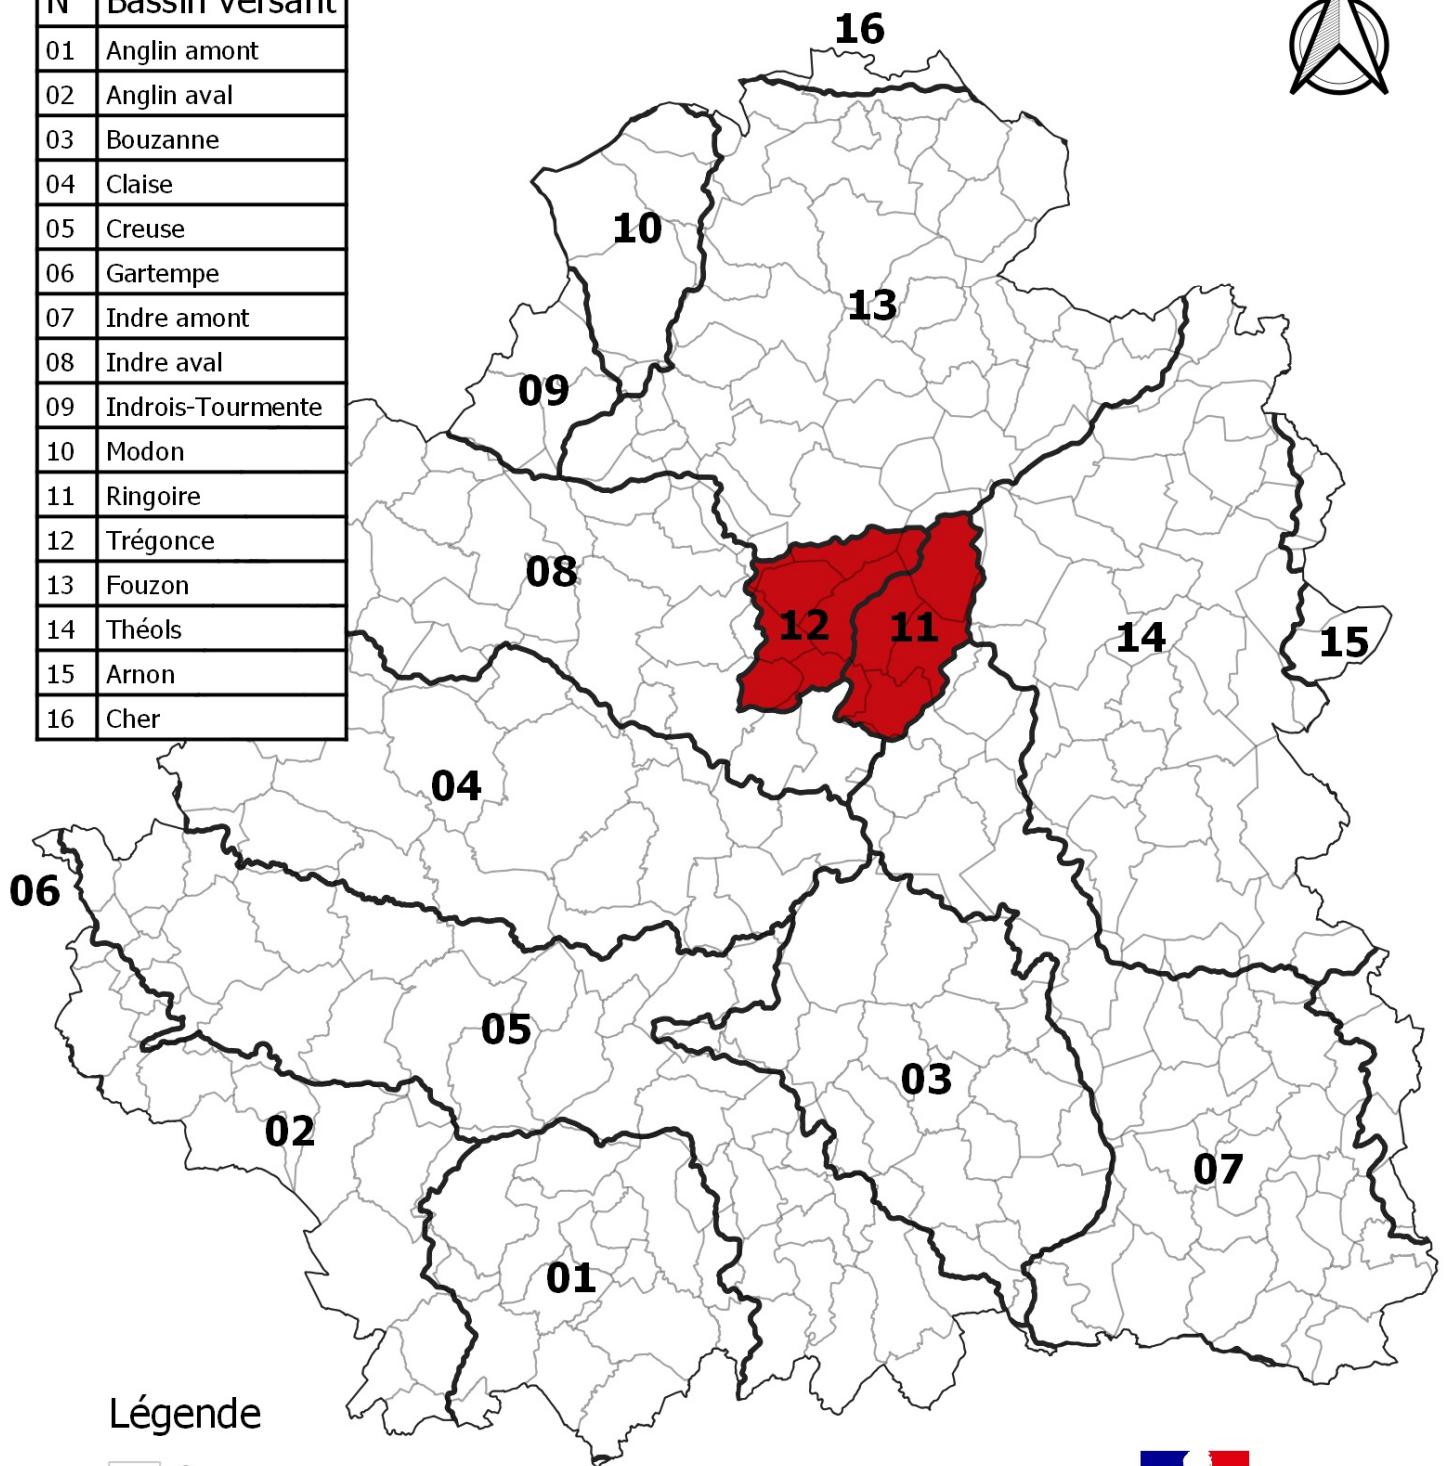 N° Bassin versant
01 Anglin amont
02 Anglin aval
03 Bouzanne
04 Claise
05 Creuse
06 Gartempe
07 Indre amont
08 Indre aval
09 Indrois-Tourmente
10 Modon
11 Ringoire
12 Trégonce
13 Fouzon
14 Théols
15 Arnon
16 Cher
16
10
13
09
08
12
11
14
15
04
06
05
03
02
07
01
Légende